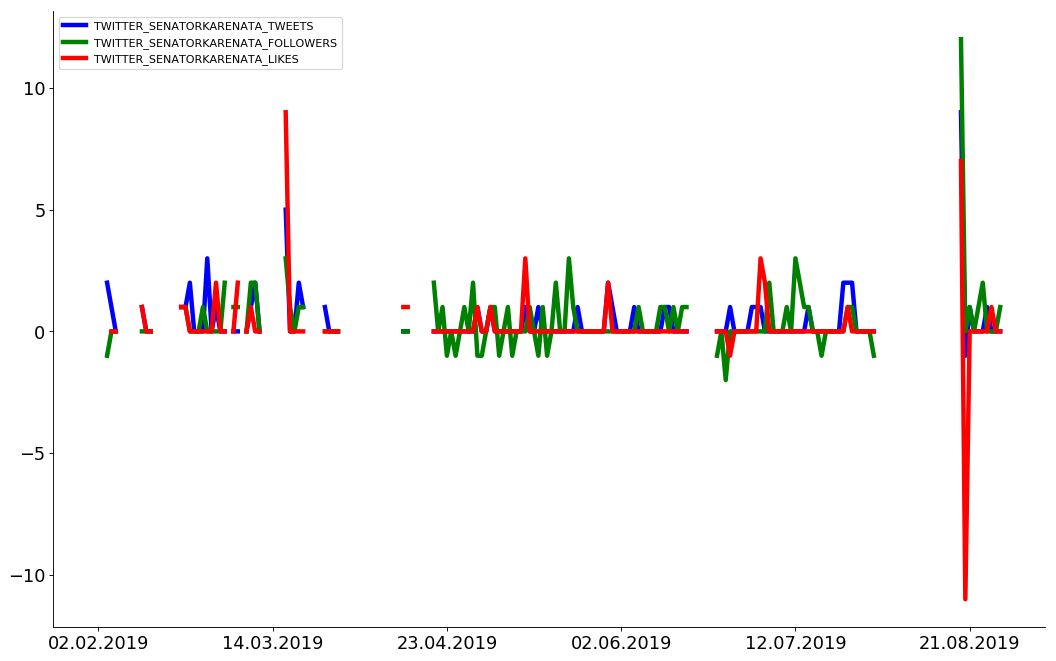 TWITTER_SENATORKARENATA_TWEETS
TWITTER_SENATORKARENATA_FOLLOWERS
TWITTER_SENATORKARENATA_LIKES
10
5
0
−5
−10
02.02.2019 14.03.2019 23.04.2019 02.06.2019 12.07.2019 21.08.2019